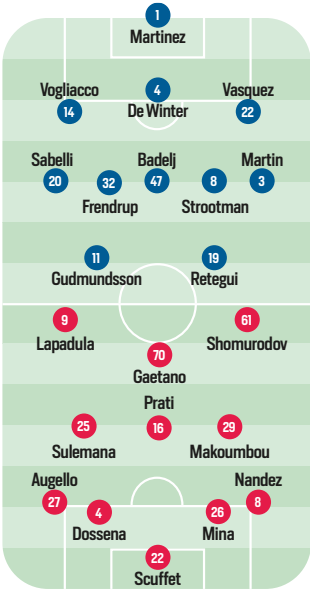 1
Martinez
Vogliacco 4 Vasquez
14 De Winter 22
Sabelli Badelj Martin
20 32 47 8 3
Frendrup Strootman
11 19
Gudmundsson Retegui
9 61
Lapadula Shomurodov
70
Gaetano
Prati
25 16 29
Sulemana Makoumbou
Augello Nandez
27 4 26 8
Dossena Mina
22
Scuffet